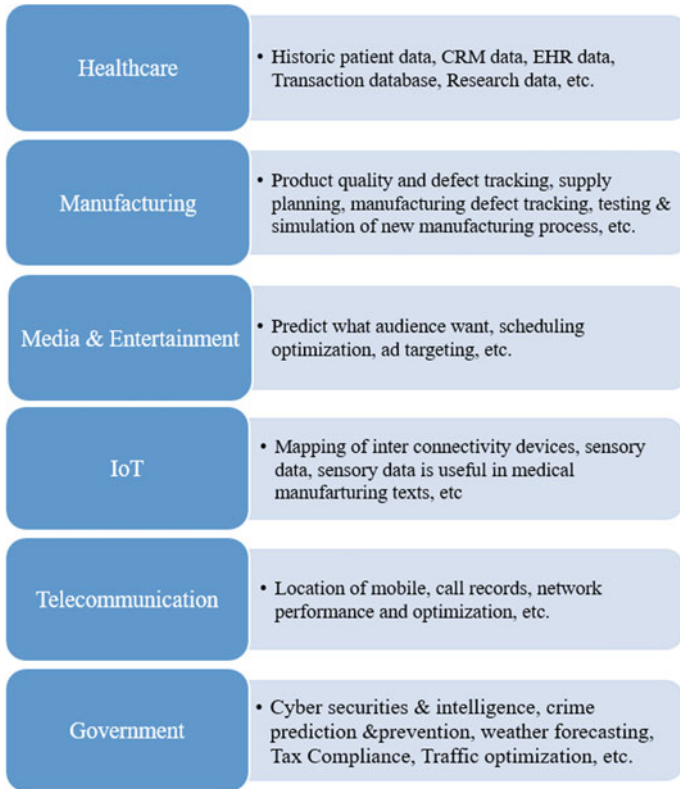 Healthcare
• Historic patient data, CRM data, EHR data,
Transaction database, Research data, etc.
Manufacturing
• Product quality and defect tracking, supply
planning, manufacturing defect tracking, testing &
simulation of new manufacturing process, etc.
Media & Entertainment
• Predict what audience want, scheduling
optimization, ad targeting, etc.
IoT
• Mapping of inter connectivity devices, sensory
data, sensory data is useful in medical
manufarturing texts, etc
Telecommunication
• Location of mobile, call records, network
performance and optimization, etc.
Government
• Cyber securities & intelligence, crime
prediction &prevention, weather forecasting,
Tax Compliance, Traffic optimization, etc.